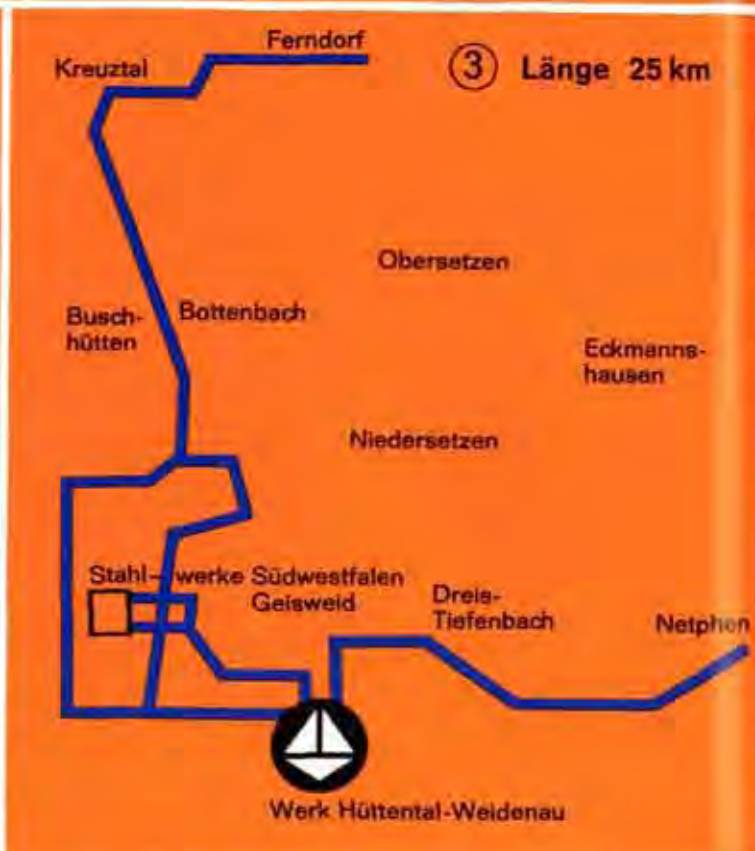 Ferndorf
Kreuztal
③ Länge 25 km
Obersetzen
Busch-
hütten
Bottenbach
Eckmanns-
hausen
Niedersetzen
Stahl- werke Südwestfalen
Geisweid
Dreis-
Tiefenbach
Netphen
Werk Hüttental-Weidenau